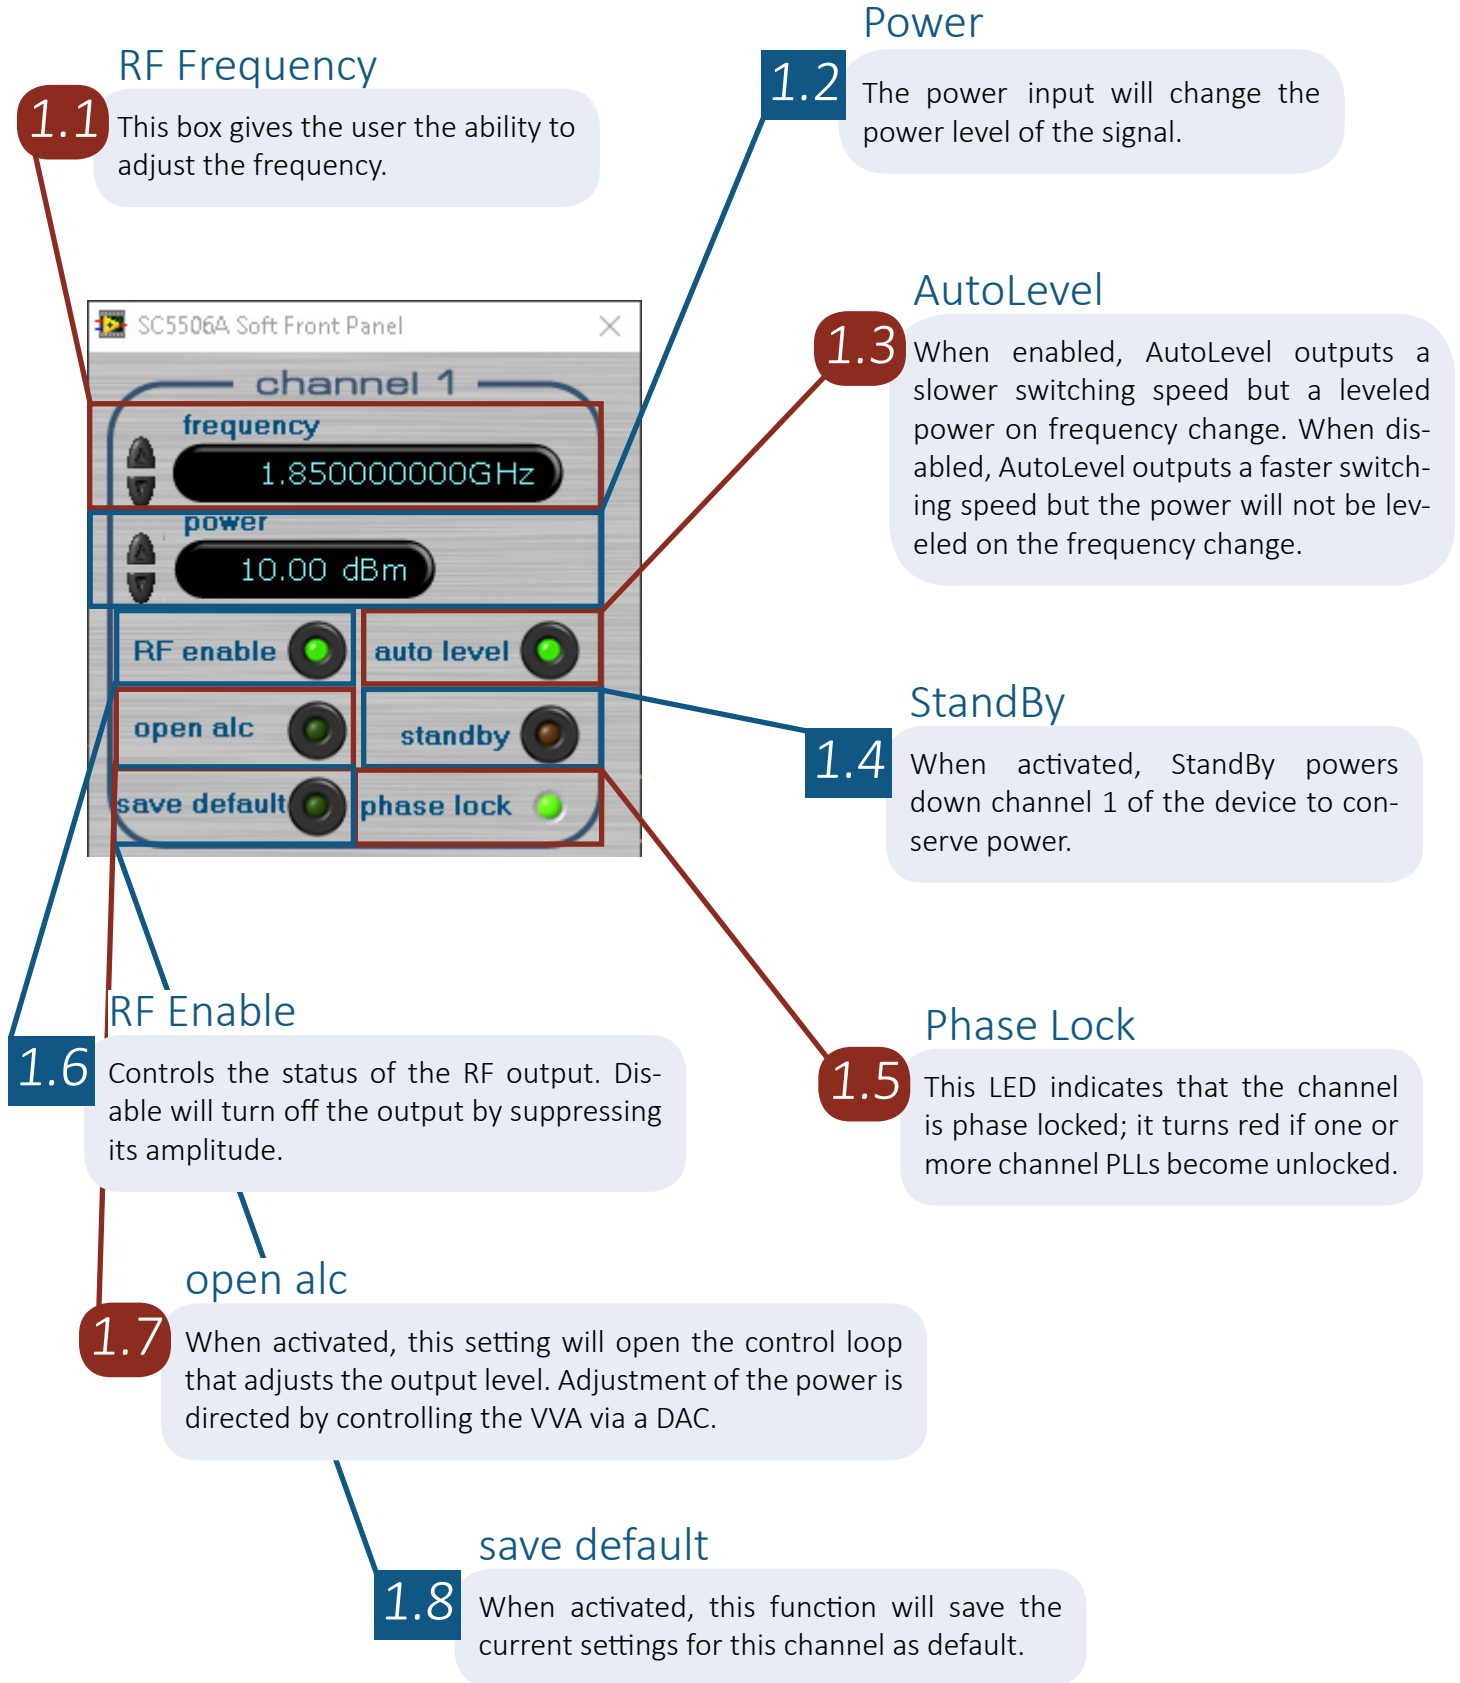 RF Frequency
1.1
This box gives the user the ability to
adjust the frequency.
Power
1.2
The power input will change the
power level of the signal.
SC5506A Soft Front Panel
channel 1
frequency
1.850000000GHz
power
10.00 dBm
RF enable
auto level
open alc
standby
save default
phase lock
AutoLevel
1.3
When enabled, AutoLevel outputs a
slower switching speed but a leveled
power on frequency change. When dis-
abled, AutoLevel outputs a faster switch-
ing speed but the power will not be lev-
eled on the frequency change.
StandBy
1.4
When activated, StandBy powers
down channel 1 of the device to con-
serve power.
Phase Lock
1.5
This LED indicates that the channel
is phase locked; it turns red if one or
more channel PLLs become unlocked.
RF Enable
1.6
Controls the status of the RF output. Dis-
able will turn off the output by suppressing
its amplitude.
open alc
1.7
When activated, this setting will open the control loop
that adjusts the output level. Adjustment of the power is
directed by controlling the VVA via a DAC.
save default
1.8
When activated, this function will save the
current settings for this channel as default.